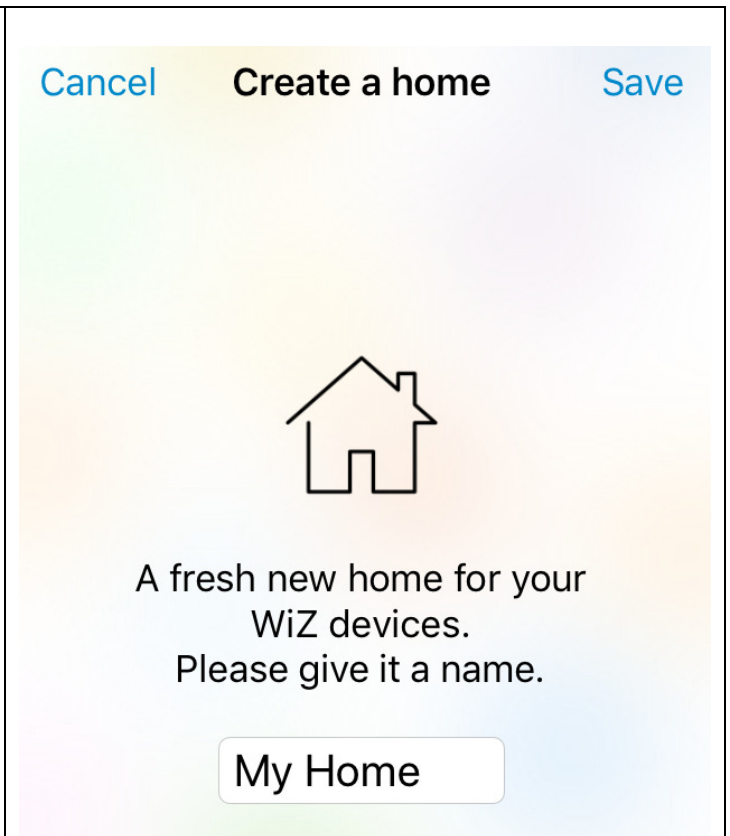 Cancel Create a home Save
A fresh new home for your
WiZ devices.
Please give it a name.
My Home